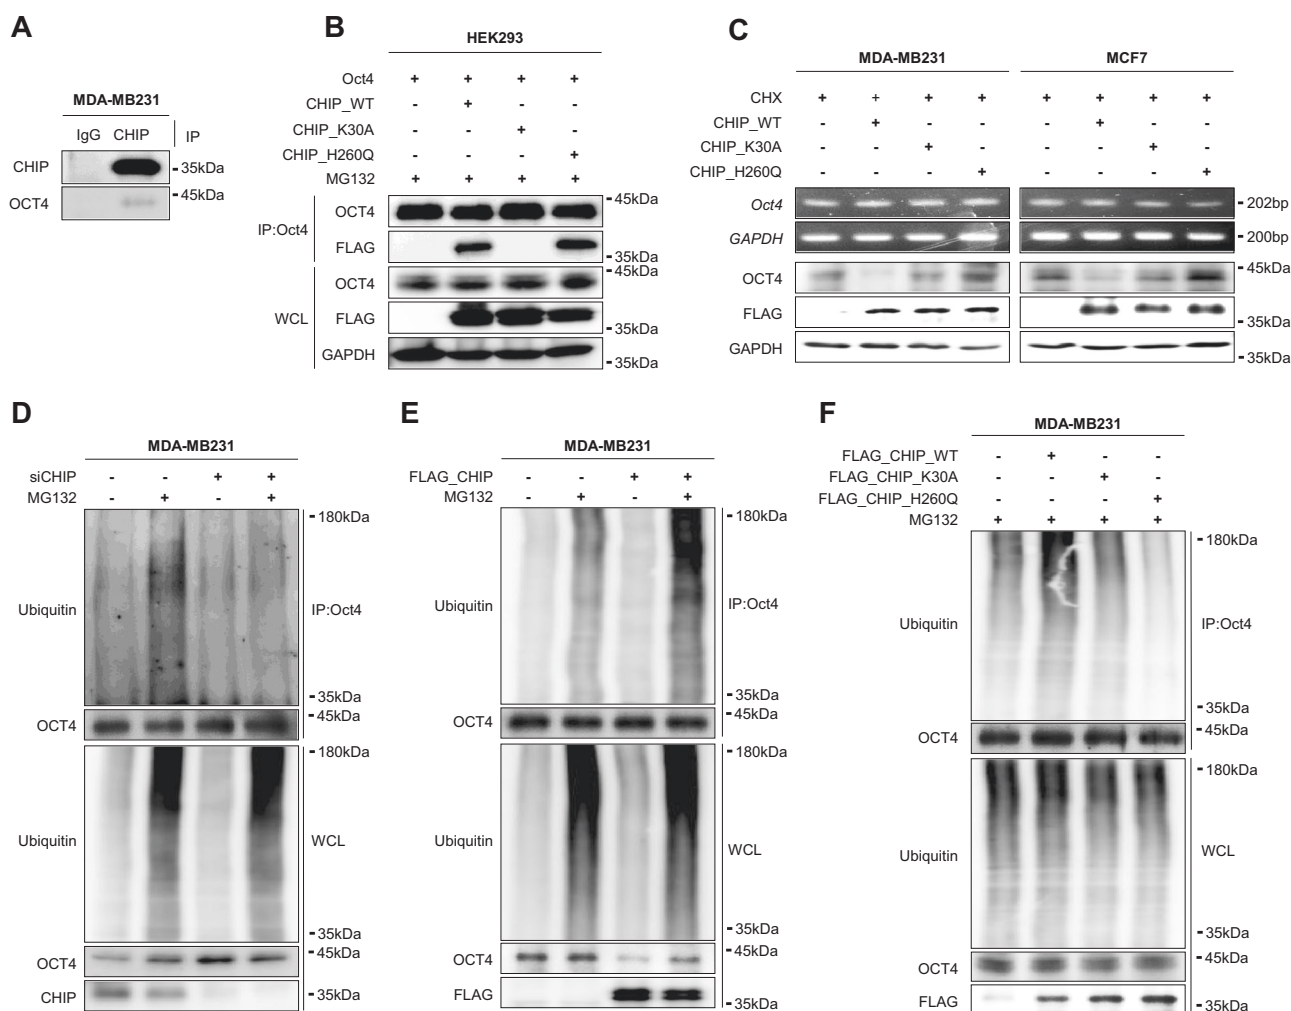 A
MDA-MB231
IgG CHIP IP
CHIP 35kDa
OCT4 45kDa
B
HEK293
Oct4 + + + +
CHIP_WT - + - -
CHIP_K30A - - + -
CHIP_H260Q - - - +
MG132 + + + +
IP:Oct4
OCT4 45kDa
FLAG 35kDa
WCL
OCT4 45kDa
FLAG 35kDa
GAPDH 35kDa
C
MDA-MB231 MCF7
CHX + + + + + + + +
CHIP_WT - + - - - + - -
CHIP_K30A - - + - - - + -
CHIP_H260Q - - - + - - - +
Oct4 202bp
GAPDH 200bp
OCT4 45kDa
FLAG 35kDa
GAPDH 35kDa
D
MDA-MB231
siCHIP - - + +
MG132 - + - +
180kDa
Ubiquitin IP:Oct4
35kDa
OCT4 45kDa
180kDa
Ubiquitin WCL
35kDa
OCT4 45kDa
CHIP 35kDa
E
MDA-MB231
FLAG_CHIP - - + +
MG132 - + - +
180kDa
Ubiquitin IP:Oct4
35kDa
OCT4 45kDa
180kDa
Ubiquitin WCL
35kDa
OCT4 45kDa
FLAG 35kDa
F
MDA-MB231
FLAG_CHIP_WT - + - -
FLAG_CHIP_K30A - - + -
FLAG_CHIP_H260Q - - - +
MG132 + + + +
180kDa
Ubiquitin IP:Oct4
35kDa
OCT4 45kDa
180kDa
Ubiquitin WCL
35kDa
OCT4 45kDa
FLAG 35kDa